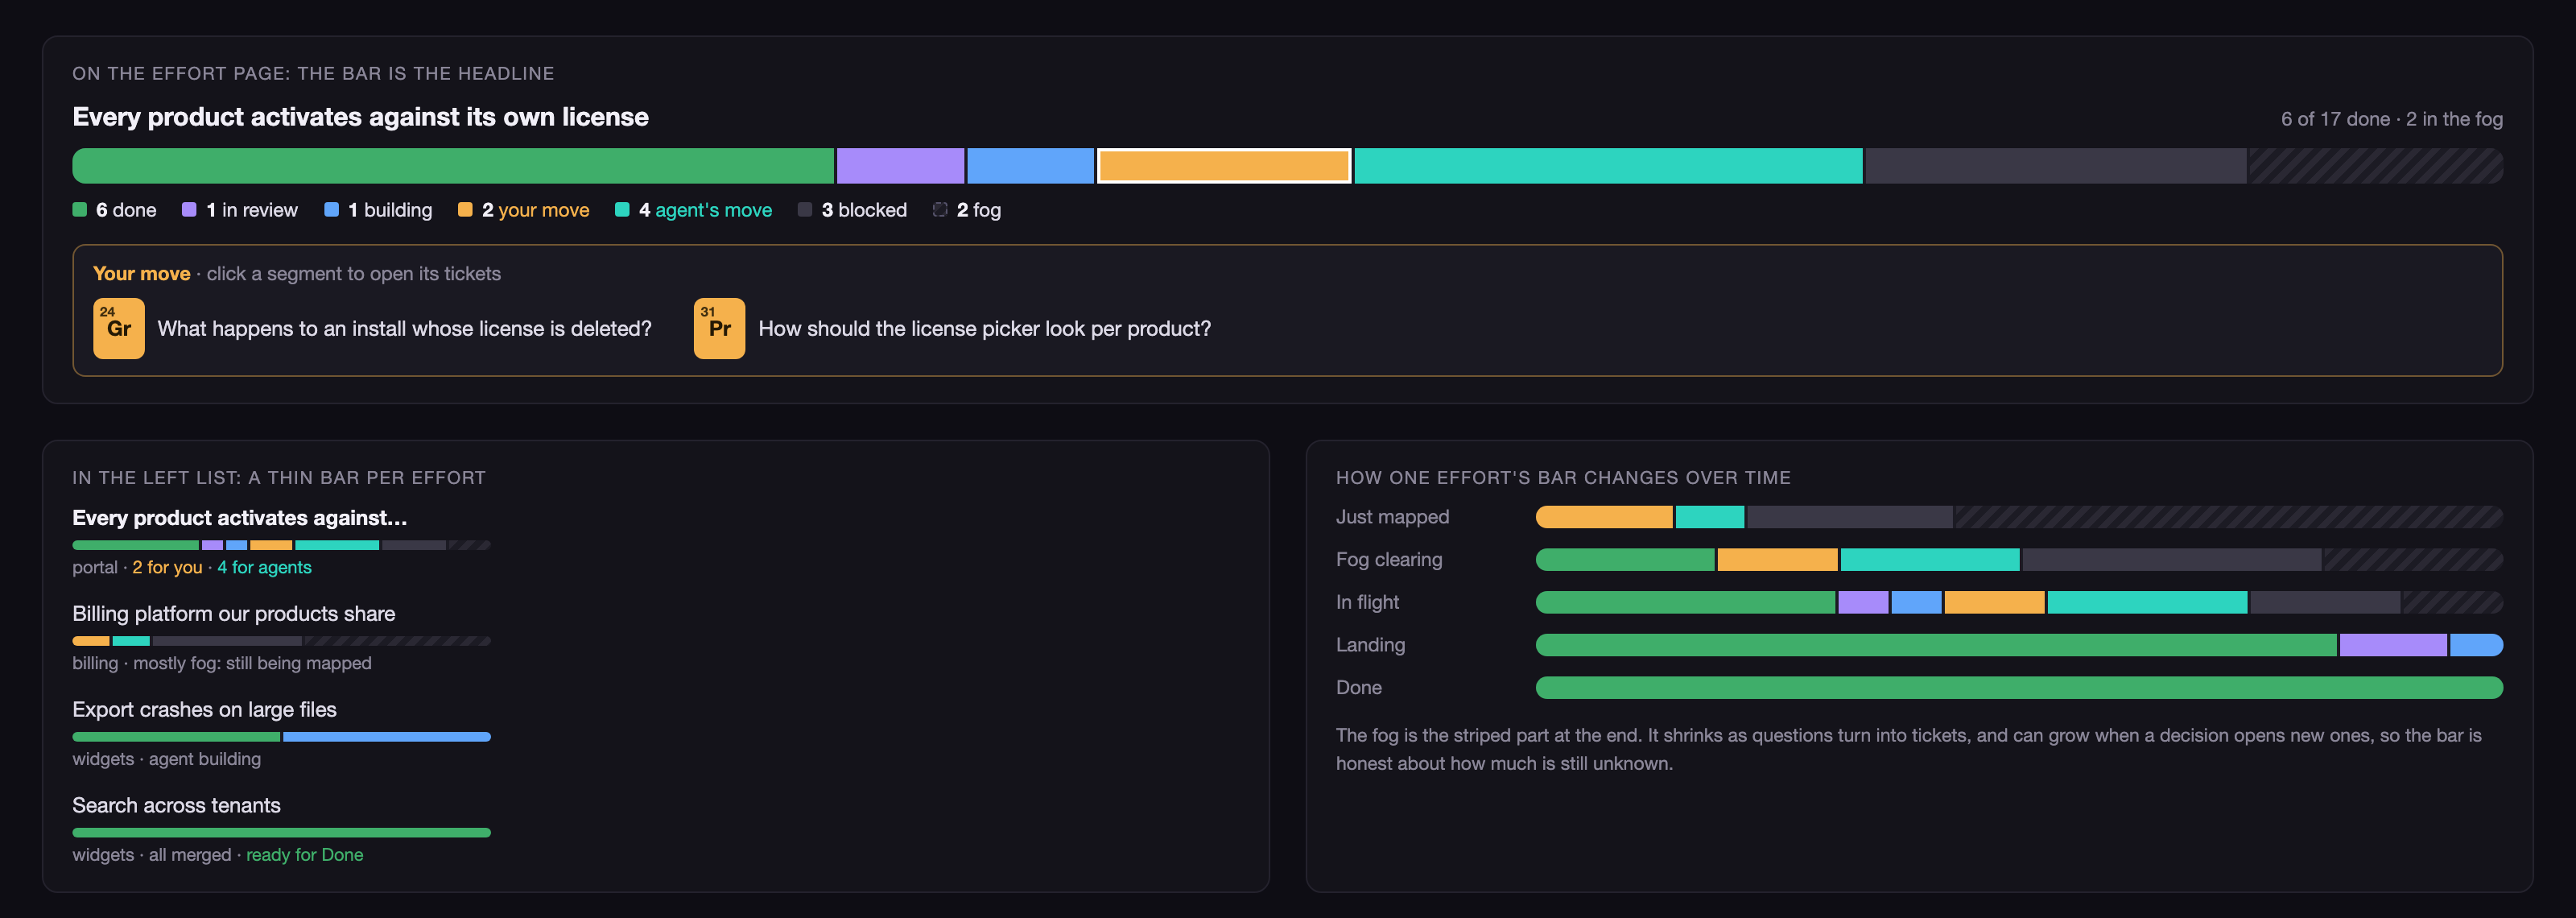 ON THE EFFORT PAGE: THE BAR IS THE HEADLINE
Every product activates against its own license
6 of 17 done · 2 in the fog
6 done 1 in review 1 building 2 your move 4 agent's move 3 blocked 2 fog
Your move · click a segment to open its tickets
24
Gr
What happens to an install whose license is deleted?
31
Pr
How should the license picker look per product?
IN THE LEFT LIST: A THIN BAR PER EFFORT
Every product activates against...
portal · 2 for you · 4 for agents
Billing platform our products share
billing · mostly fog: still being mapped
Export crashes on large files
widgets · agent building
Search across tenants
widgets · all merged · ready for Done
HOW ONE EFFORT'S BAR CHANGES OVER TIME
Just mapped
Fog clearing
In flight
Landing
Done
The fog is the striped part at the end. It shrinks as questions turn into tickets, and can grow when a decision opens new ones, so the bar is
honest about how much is still unknown.